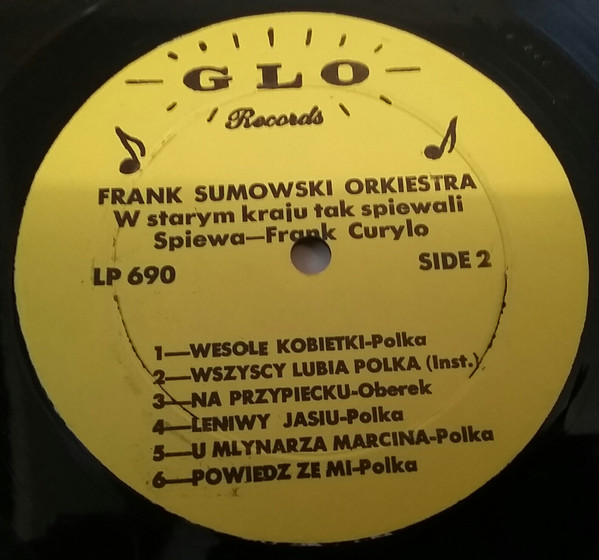 GLO
Records
FRANK SUMOWSKI ORKIESTRA
W starym kraju tak spiewali
Spiewa—Frank Curylo
LP 690
SIDE 2
1—WESOLE KOBIETKI-Polka
2—WSZYSCY LUBIA POLKA (Inst.)
3—NA PRZYPIECKU-Oberek
4—LENIWY JASIU-Polka
5—U MLYNARZA MARCINA-Polka
6—POWIEDZ ZE MI-Polka